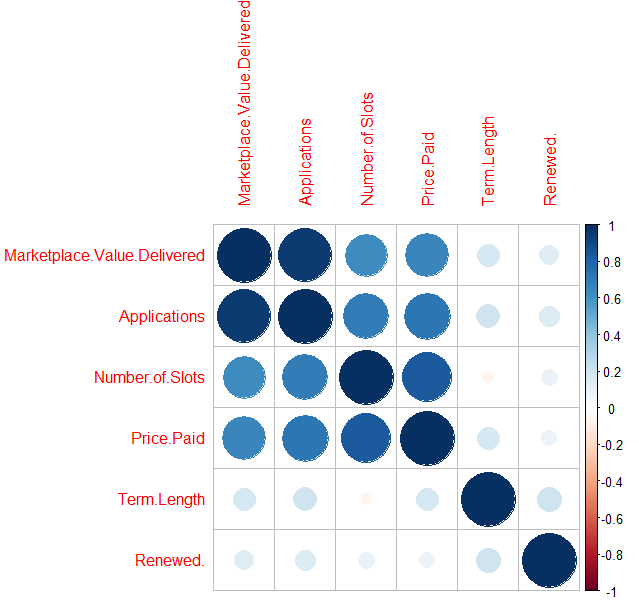 Marketplace.Value.Delivered
Applications
Number.of.Slots
Price.Paid
Term.Length
Renewed.
Marketplace.Value.Delivered
Applications
Number.of.Slots
Price.Paid
Term.Length
Renewed.
1
0.8
0.6
0.4
0.2
0
-0.2
-0.4
-0.6
-0.8
-1